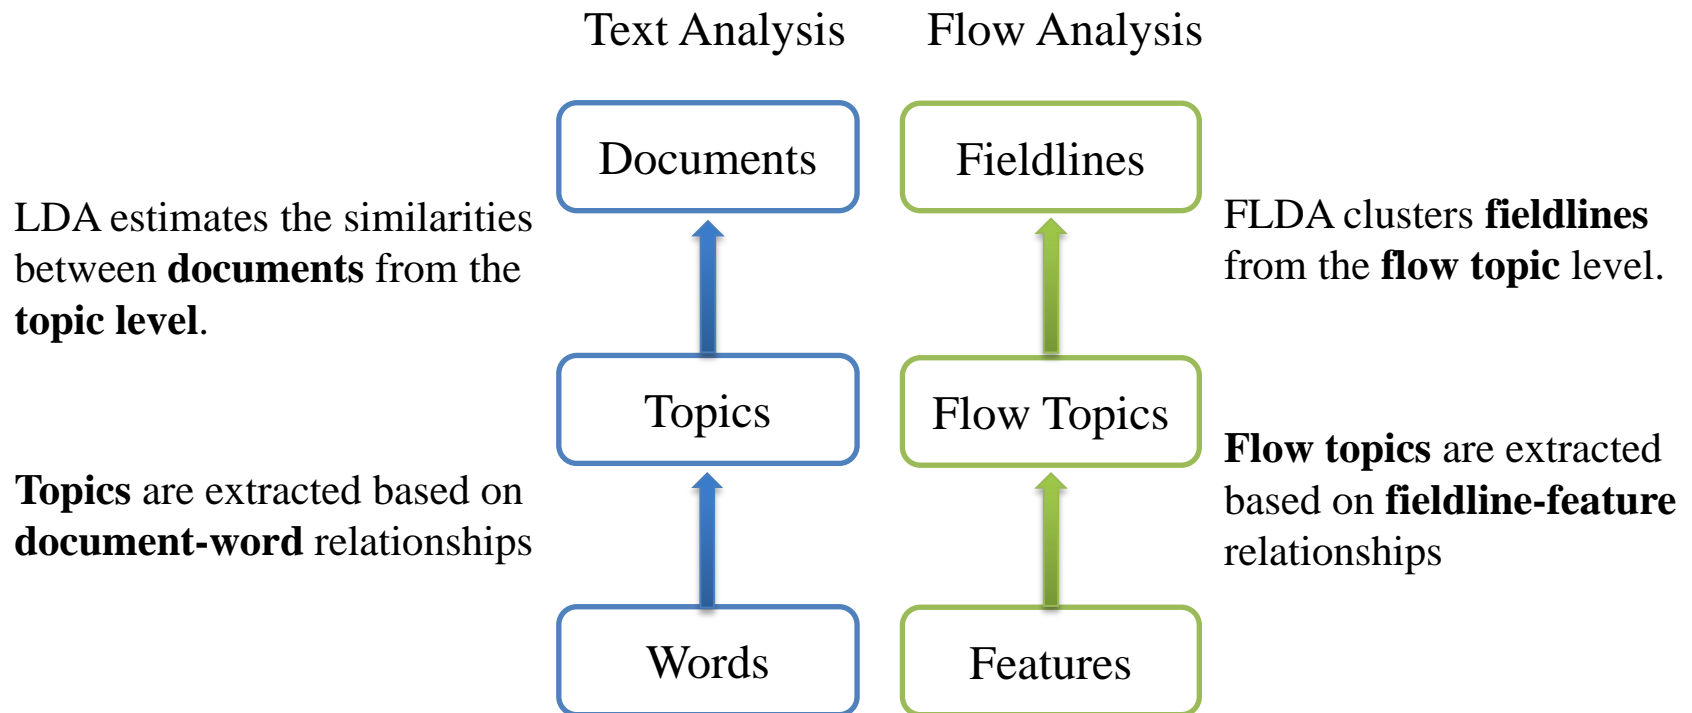 Text Analysis
Flow Analysis
Documents
Fieldlines
LDA estimates the similarities
between documents from the
topic level.
FLDA clusters fieldlines
from the flow topic level.
Topics
Flow Topics
Topics are extracted based on
document-word relationships
Flow topics are extracted
based on fieldline-feature
relationships
Words
Features